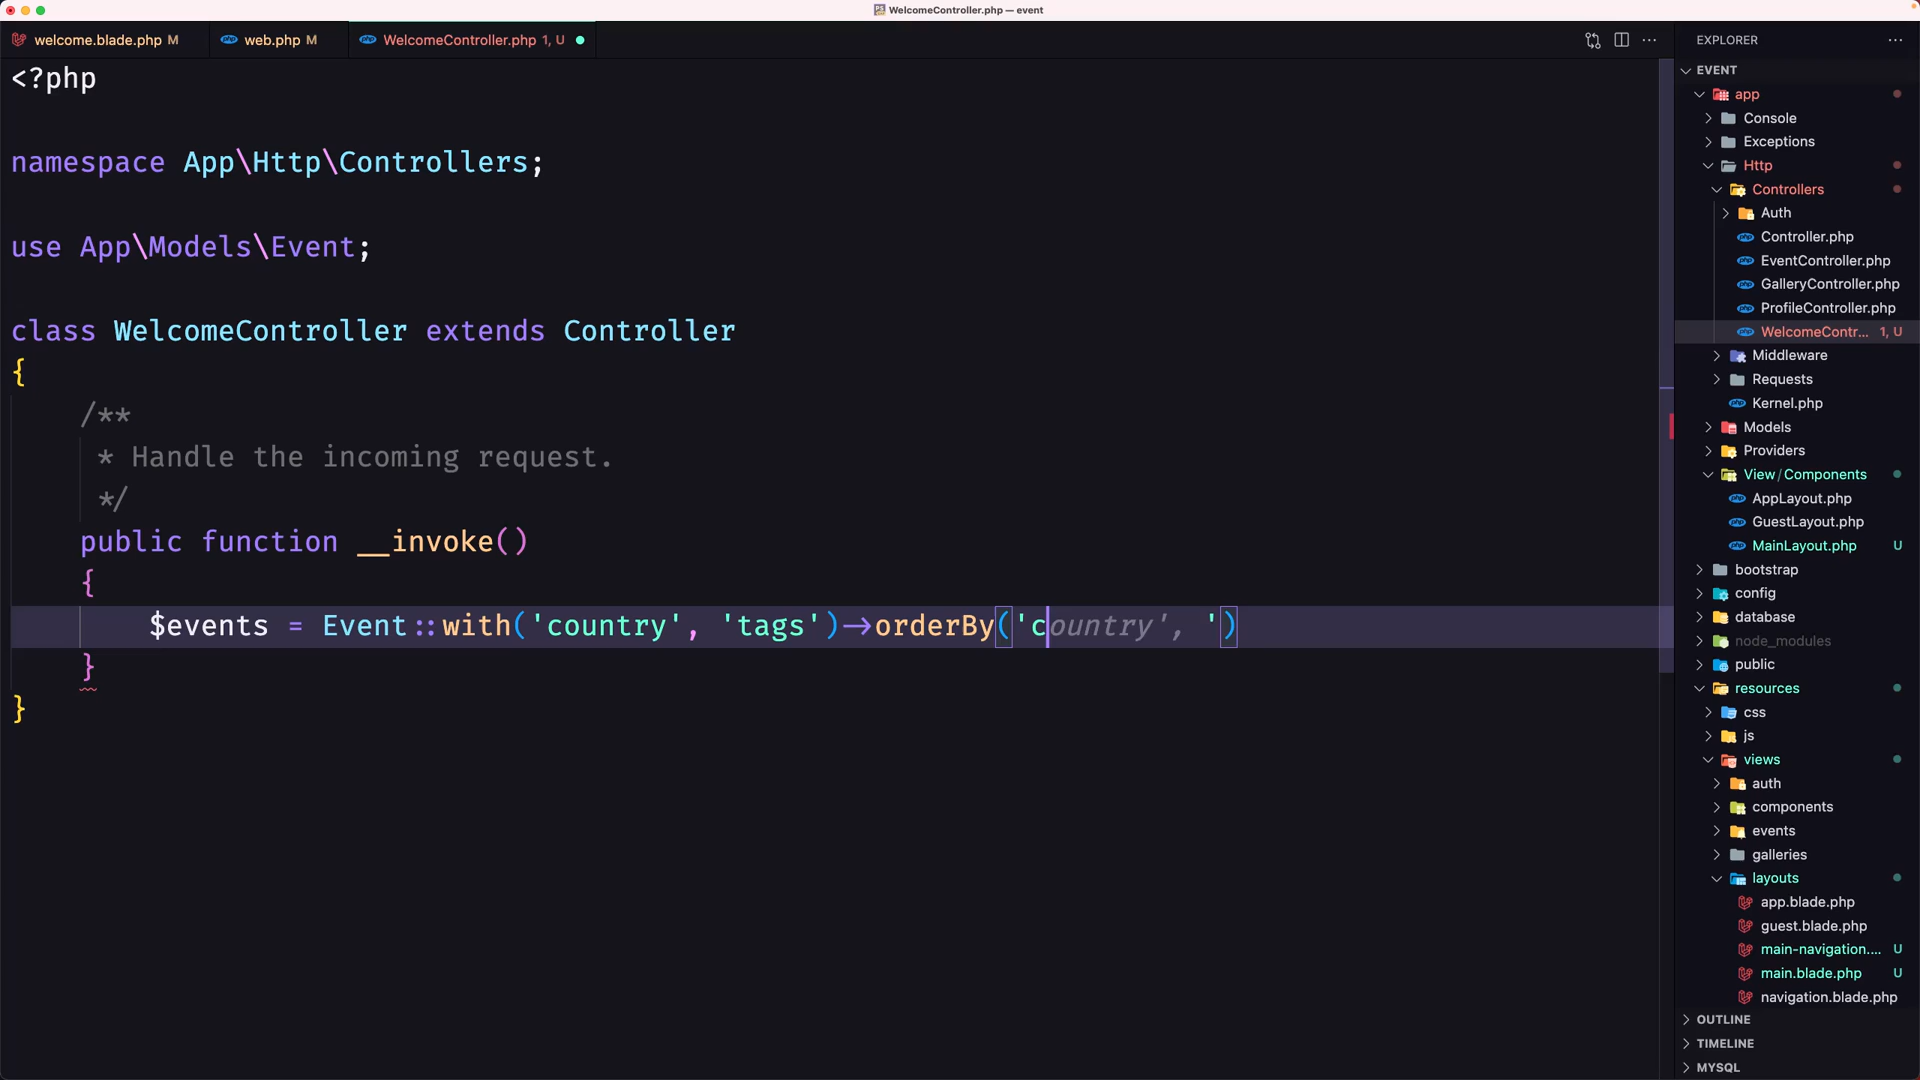 WelcomeController.php — event
welcome.blade.php M
web.php M
WelcomeController.php 1, U
<?php
namespace App\Http\Controllers;
use App\Models\Event;
class WelcomeController extends Controller
{
/**
* Handle the incoming request.
*/
public function __invoke()
{
$events = Event::with('country', 'tags')->orderBy('country', ')
}
}
EXPLORER
EVENT
app
Console
Exceptions
Http
Controllers
Auth
Controller.php
EventController.php
GalleryController.php
ProfileController.php
WelcomeContr... 1, U
Middleware
Requests
Kernel.php
Models
Providers
View/Components
AppLayout.php
GuestLayout.php
MainLayout.php U
bootstrap
config
database
node_modules
public
resources
css
js
views
auth
components
events
galleries
layouts
app.blade.php
guest.blade.php
main-navigation.... U
main.blade.php U
navigation.blade.php
OUTLINE
TIMELINE
MYSQL